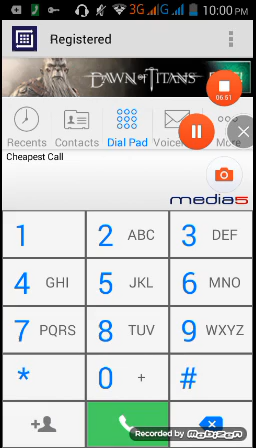 3G G 10:00 PM
Registered
DAWN OF TITANS
06:51
Recents Contacts Dial Pad More
Cheapest Call
media5
1 2 ABC 3 DEF
4 GHI 5 JKL 6 MNO
7 PQRS 8 TUV 9 WXYZ
* 0 + #
Recorded by Mobizen